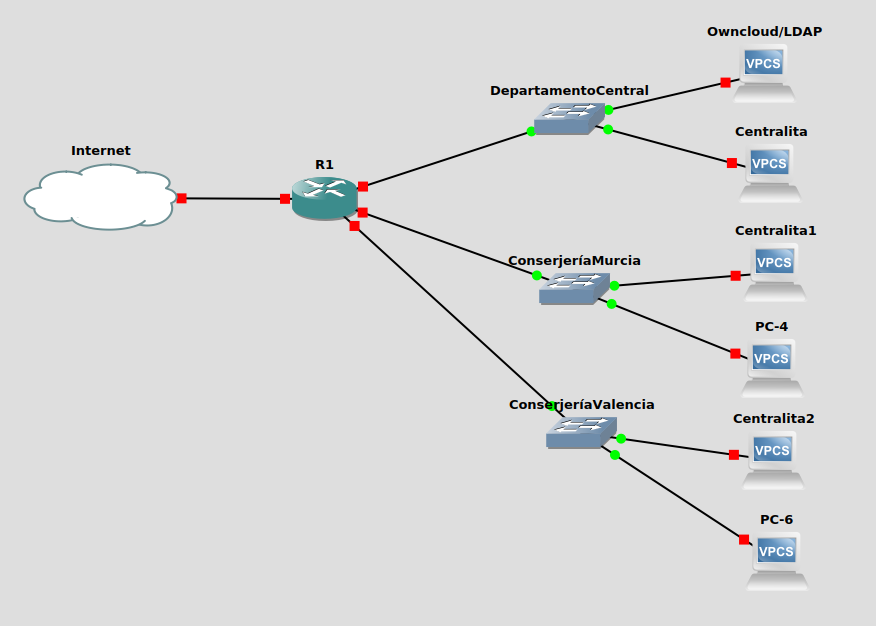 Owncloud/LDAP
VPCS
DepartamentoCentral
Centralita
VPCS
Internet
R1
Centralita1
VPCS
ConserjeríaMurcia
PC-4
VPCS
ConserjeríaValencia
Centralita2
VPCS
PC-6
VPCS